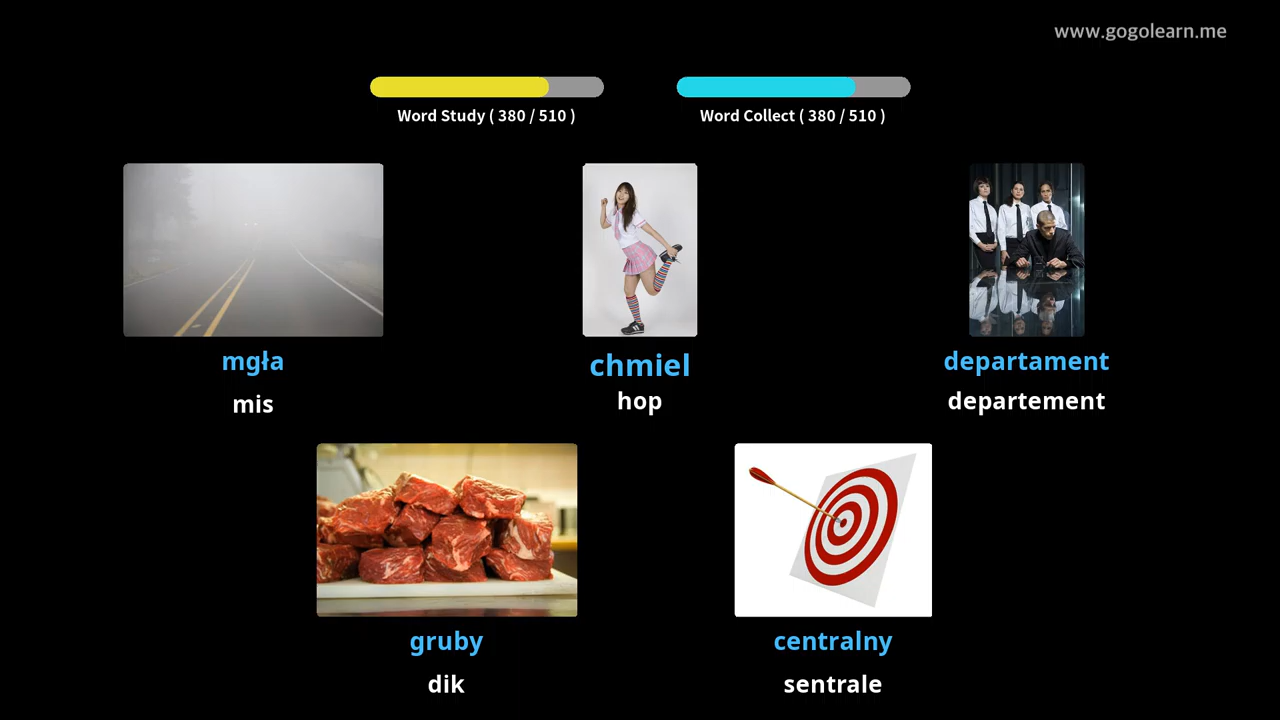 www.gogolearn.me
Word Study ( 380 / 510 )
Word Collect ( 380 / 510 )
mgła
mis
chmiel
hop
departament
departement
gruby
dik
centralny
sentrale